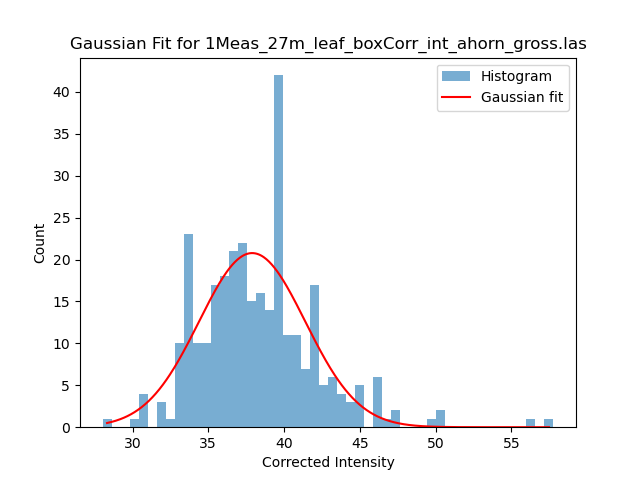 Gaussian Fit for 1Meas_27m_leaf_boxCorr_int_ahorn_gross.las
Histogram
Gaussian fit
40
35
30
25
20
15
10
5
0
Count
30 35 40 45 50 55
Corrected Intensity